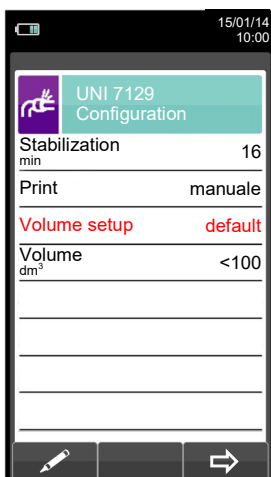 15/01/14
10:00
UNI 7129
Configuration
Stabilization 16
min
Print manuale
Volume setup default
Volume <100
dm³